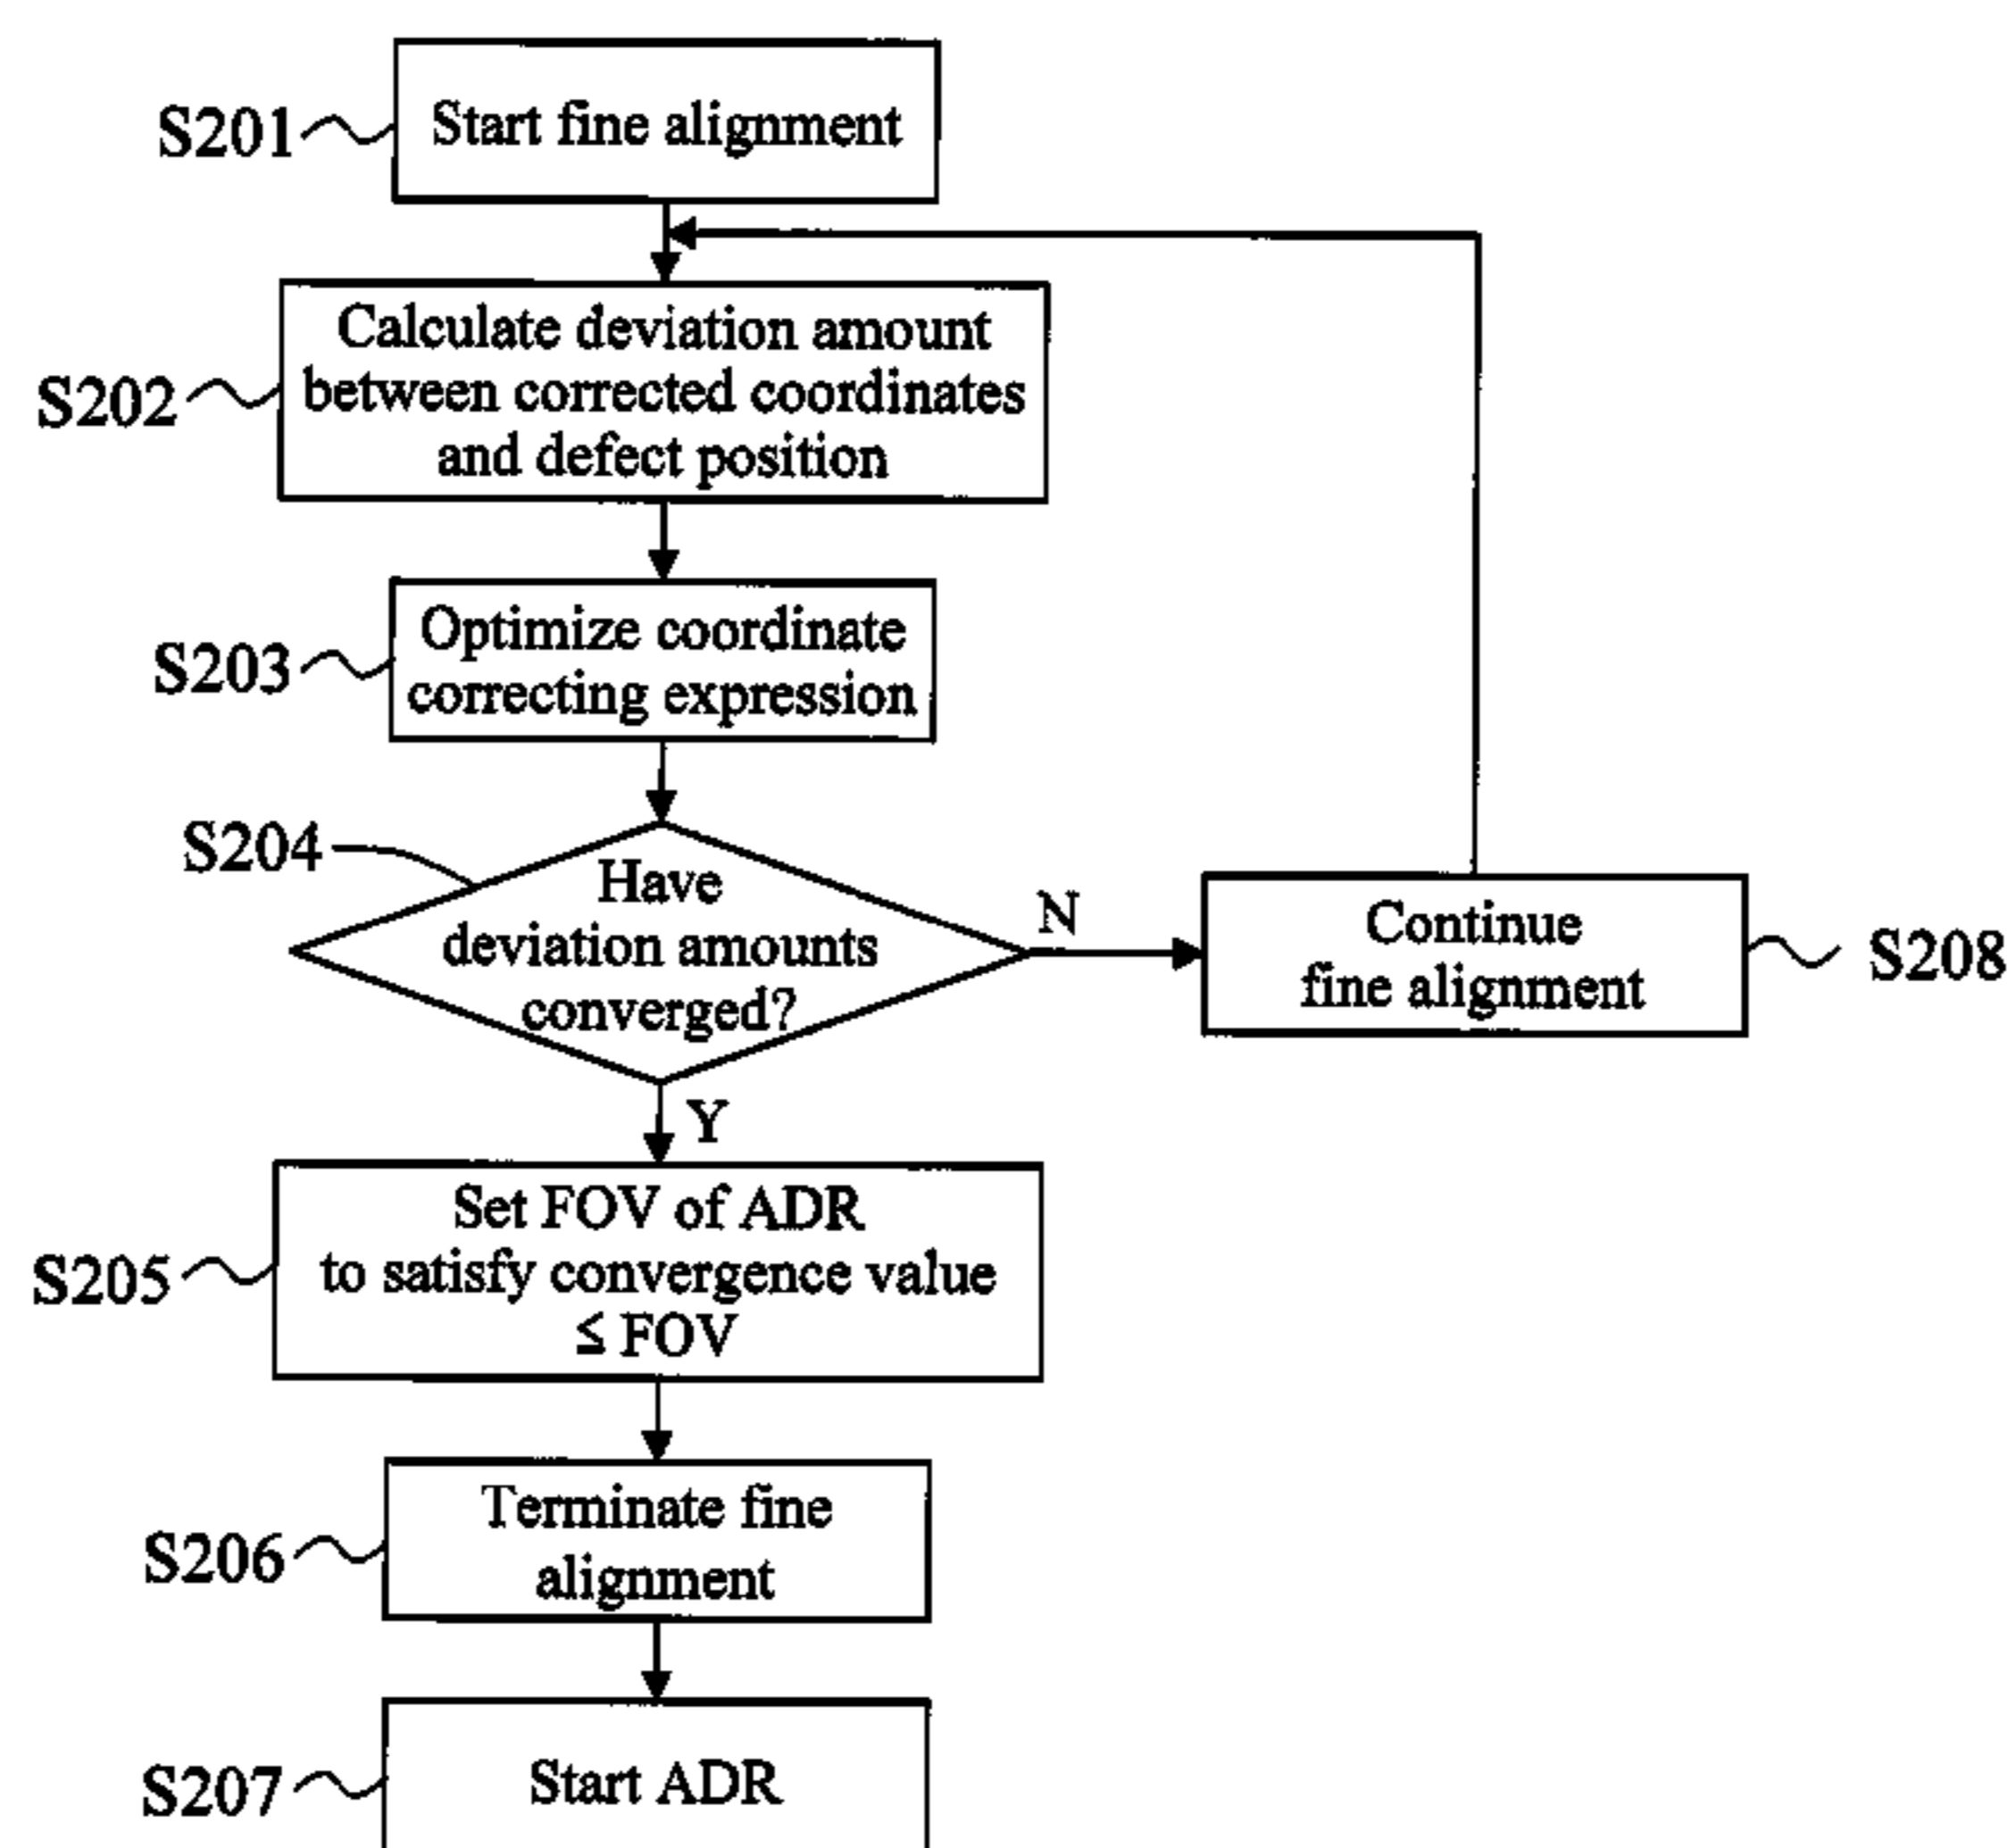 S201
Start fine alignment
S202
Calculate deviation amount
between corrected coordinates
and defect position
S203
Optimize coordinate
correcting expression
S204
Have
deviation amounts
converged?
N
Continue
fine alignment
S208
Y
S205
Set FOV of ADR
to satisfy convergence value
≤ FOV
S206
Terminate fine
alignment
S207
Start ADR